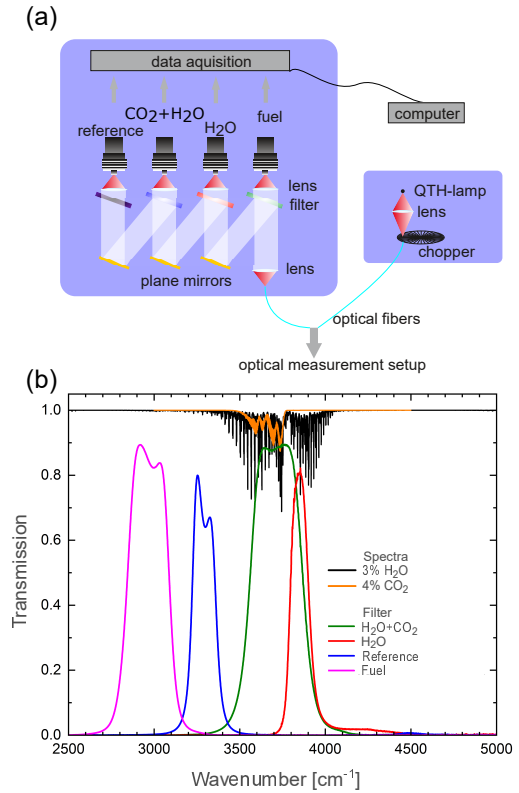 (a)
data aquisition
computer
CO₂+H₂O
fuel
reference
H₂O
lens
filter
plane mirrors
lens
QTH-lamp
lens
chopper
optical fibers
optical measurement setup
(b)
1.0
0.8
0.6
0.4
0.2
0.0
Transmission
Spectra
3% H₂O
4% CO₂
Filter
H₂O+CO₂
H₂O
Reference
Fuel
2500 3000 3500 4000 4500 5000
Wavenumber [cm⁻¹]